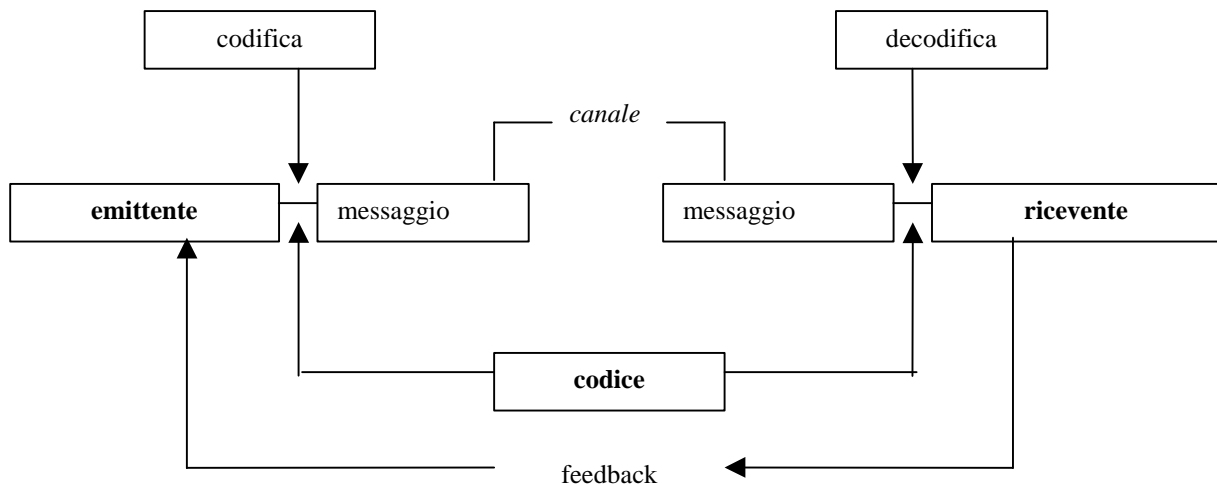 codifica
decodifica
canale
emittente
messaggio
messaggio
ricevente
codice
feedback